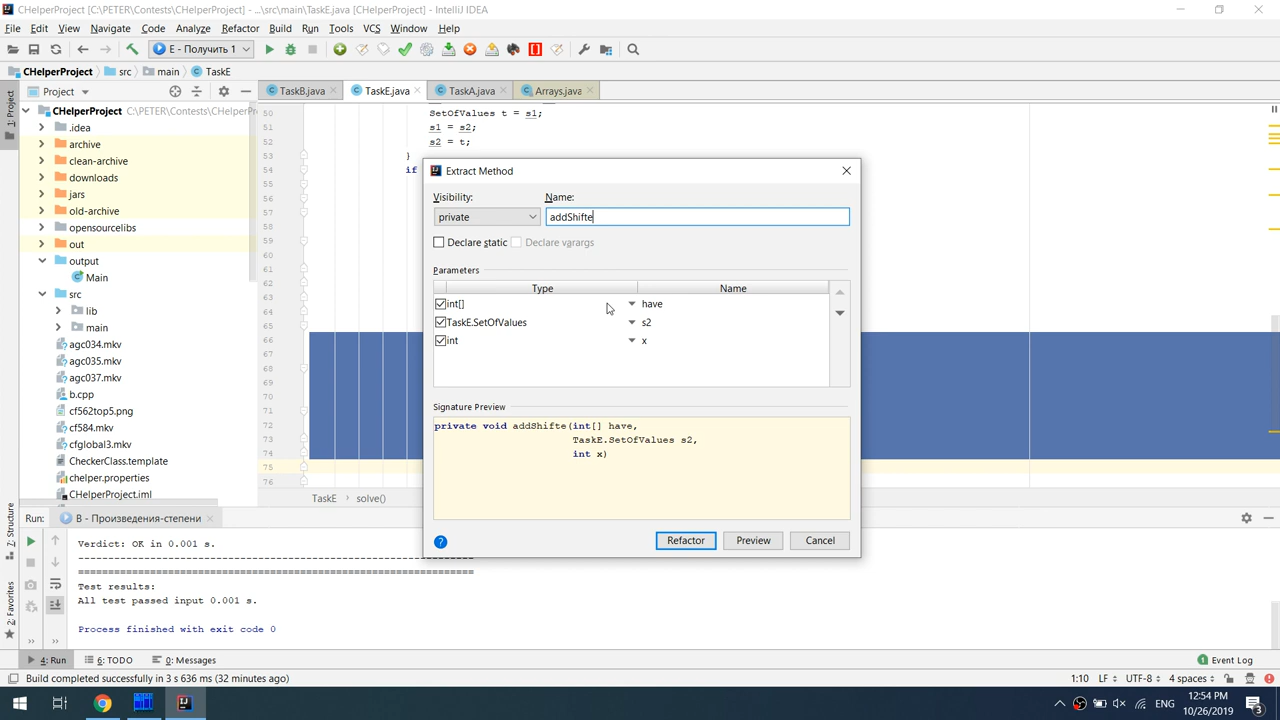 CHelperProject [C:\PETER\Contests\CHelperProject] - ...\src\main\TaskE.java [CHelperProject] - IntelliJ IDEA
File Edit View Navigate Code Analyze Refactor Build Run Tools VCS Window Help
E - Получить 1
CHelperProject src main TaskE
1: Project
Project
TaskB.java
TaskE.java
TaskA.java
Arrays.java
CHelperProject C:\PETER\Contests\CHelperPr
.idea
archive
clean-archive
downloads
jars
old-archive
opensourcelibs
out
output
Main
src
lib
main
agc034.mkv
agc035.mkv
agc037.mkv
b.cpp
cf562top5.png
cf584.mkv
cfglobal3.mkv
CheckerClass.template
chelper.properties
CHelperProject.iml
50 SetOfValues t = s1;
51 s1 = s2;
52 s2 = t;
53 }
54 if
55
56
57
58
59
60
61
62
63
64
65
66
67
68
69
70
71
72
73
74
75
76
TaskE solve()
Extract Method
Visibility: Name:
private addShifte
Declare static Declare varargs
Parameters
Type Name
int[] have
TaskE.SetOfValues s2
int x
Signature Preview
private void addShifte(int[] have,
TaskE.SetOfValues s2,
int x)
Refactor Preview Cancel
Run: B - Произведения-степени
Verdict: OK in 0.001 s.
------------------------------------------------------------------
==================================================================
Test results:
All test passed input 0.001 s.
Process finished with exit code 0
7: Structure
2: Favorites
4: Run 6: TODO 0: Messages Event Log
Build completed successfully in 3 s 636 ms (32 minutes ago) 1:10 LF UTF-8 4 spaces
ENG 12:54 PM 10/26/2019 3